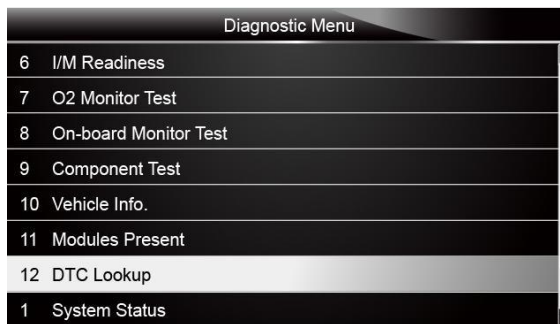 Diagnostic Menu
6 I/M Readiness
7 O2 Monitor Test
8 On-board Monitor Test
9 Component Test
10 Vehicle Info.
11 Modules Present
12 DTC Lookup
1 System Status